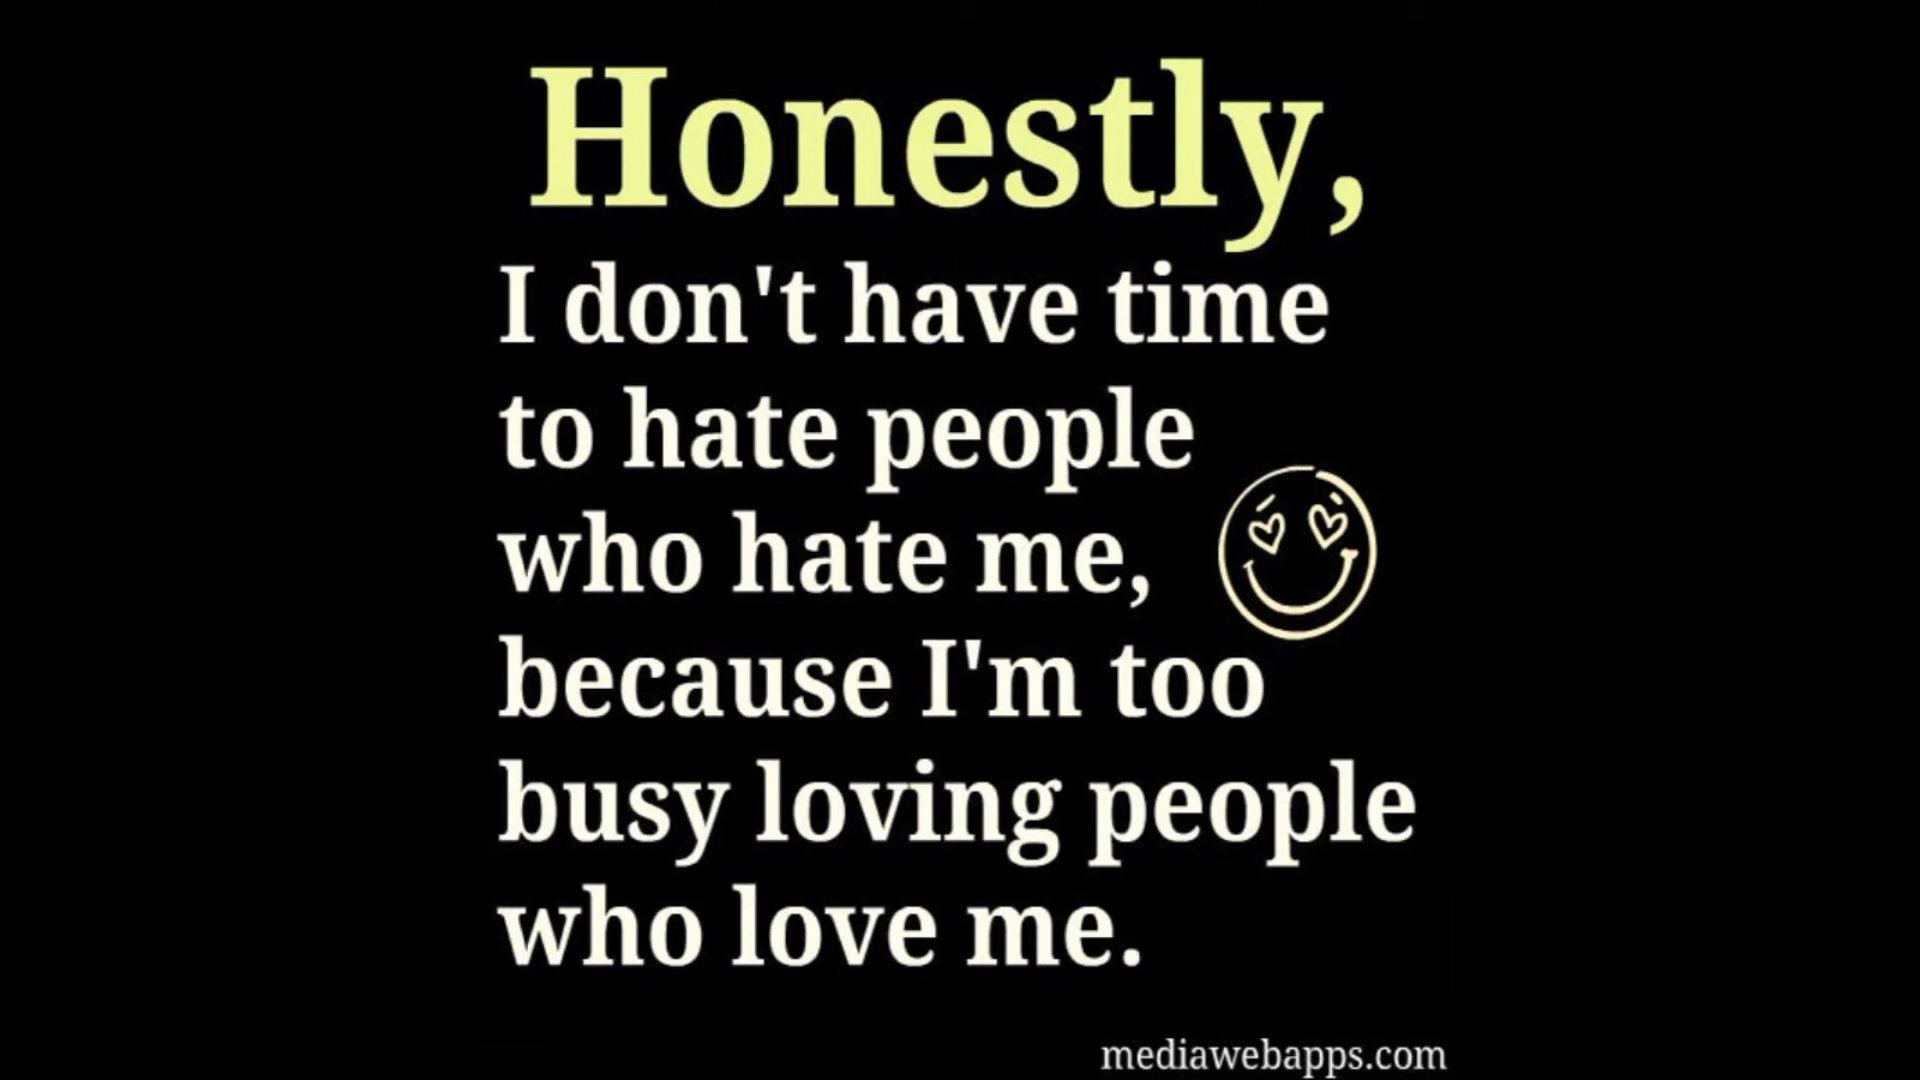 Honestly,
I don't have time
to hate people
who hate me,
because I'm too
busy loving people
who love me.
mediawebapps.com